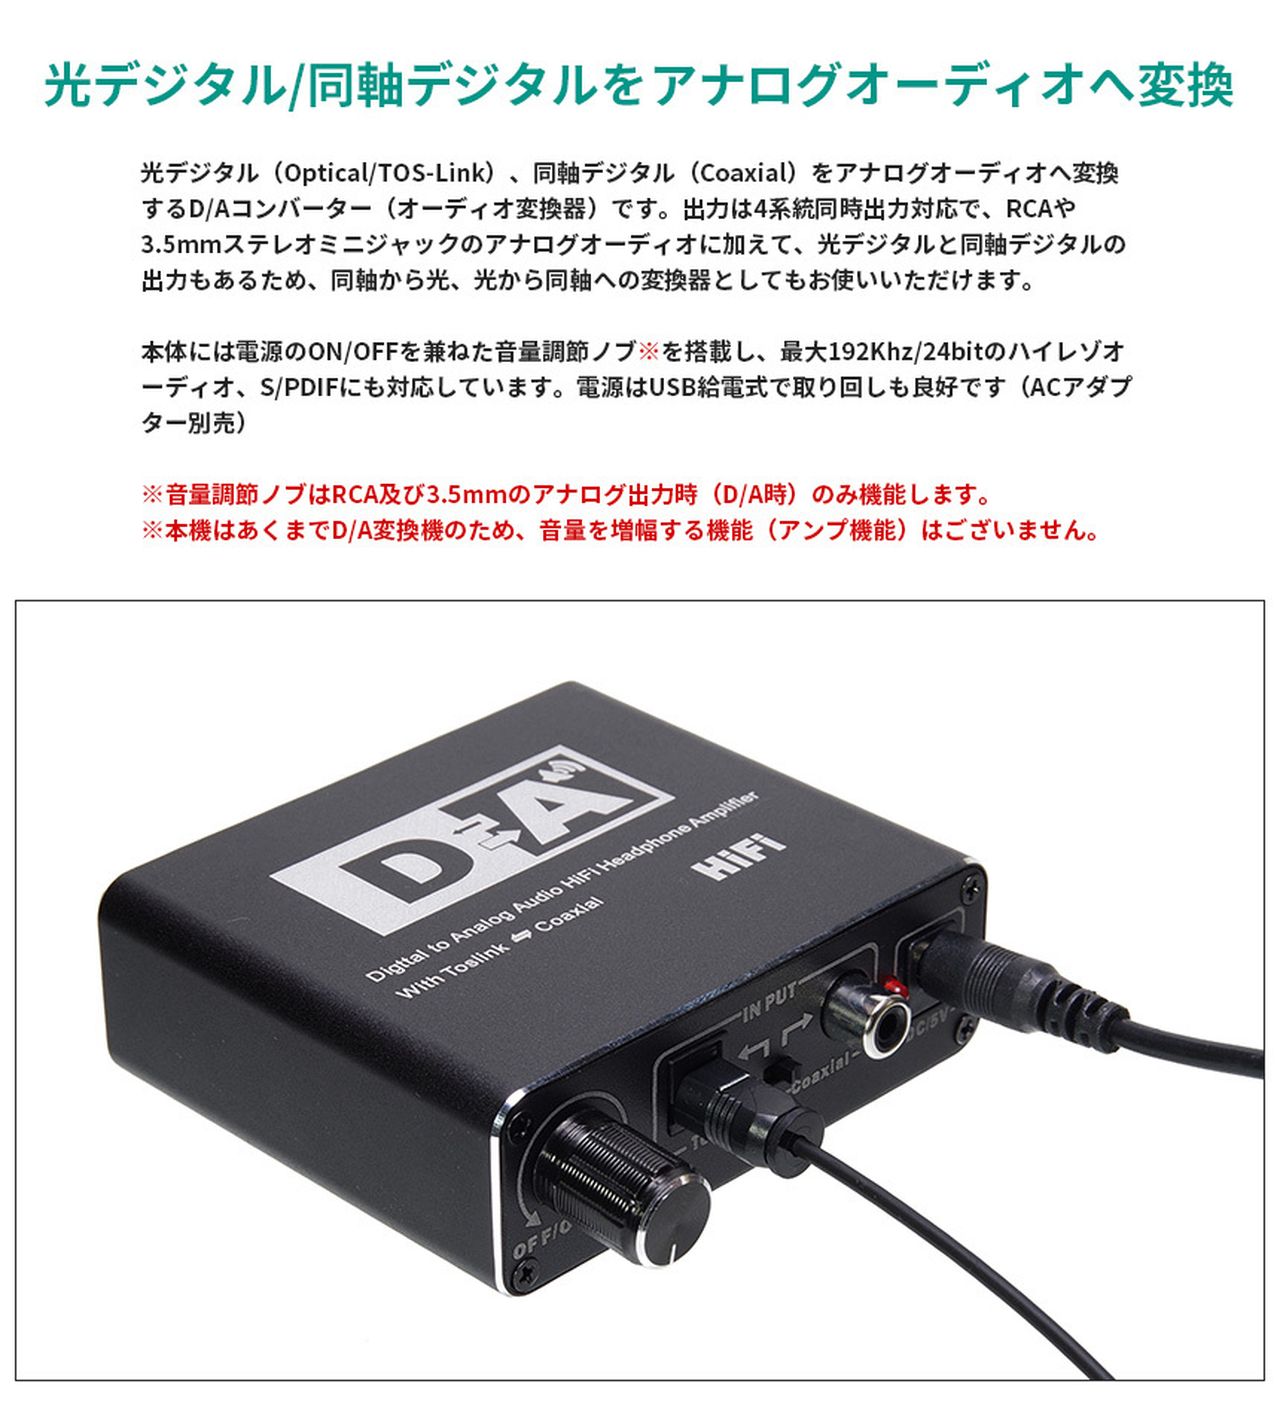 光デジタル/同軸デジタルをアナログオーディオへ変換
光デジタル（Optical/TOS-Link）、同軸デジタル（Coaxial）をアナログオーディオへ変換
するD/Aコンバーター（オーディオ変換器）です。出力は4系統同時出力対応で、RCAや
3.5mmステレオミニジャックのアナログオーディオに加えて、光デジタルと同軸デジタルの
出力もあるため、同軸から光、光から同軸への変換器としてもお使いいただけます。
本体には電源のON/OFFを兼ねた音量調節ノブ※を搭載し、最大192Khz/24bitのハイレゾオ
ーディオ、S/PDIFにも対応しています。電源はUSB給電式で取り回しも良好です（ACアダプ
ター別売）
※音量調節ノブはRCA及び3.5mmのアナログ出力時（D/A時）のみ機能します。
※本機はあくまでD/A変換機のため、音量を増幅する機能（アンプ機能）はございません。
D A
Digttal to Analog Audio HiFi Headphone Amplifier
With Toslink ⇌ Coaxial
HiFi
IN PUT
Coaxial
DC/5V
OFF/O